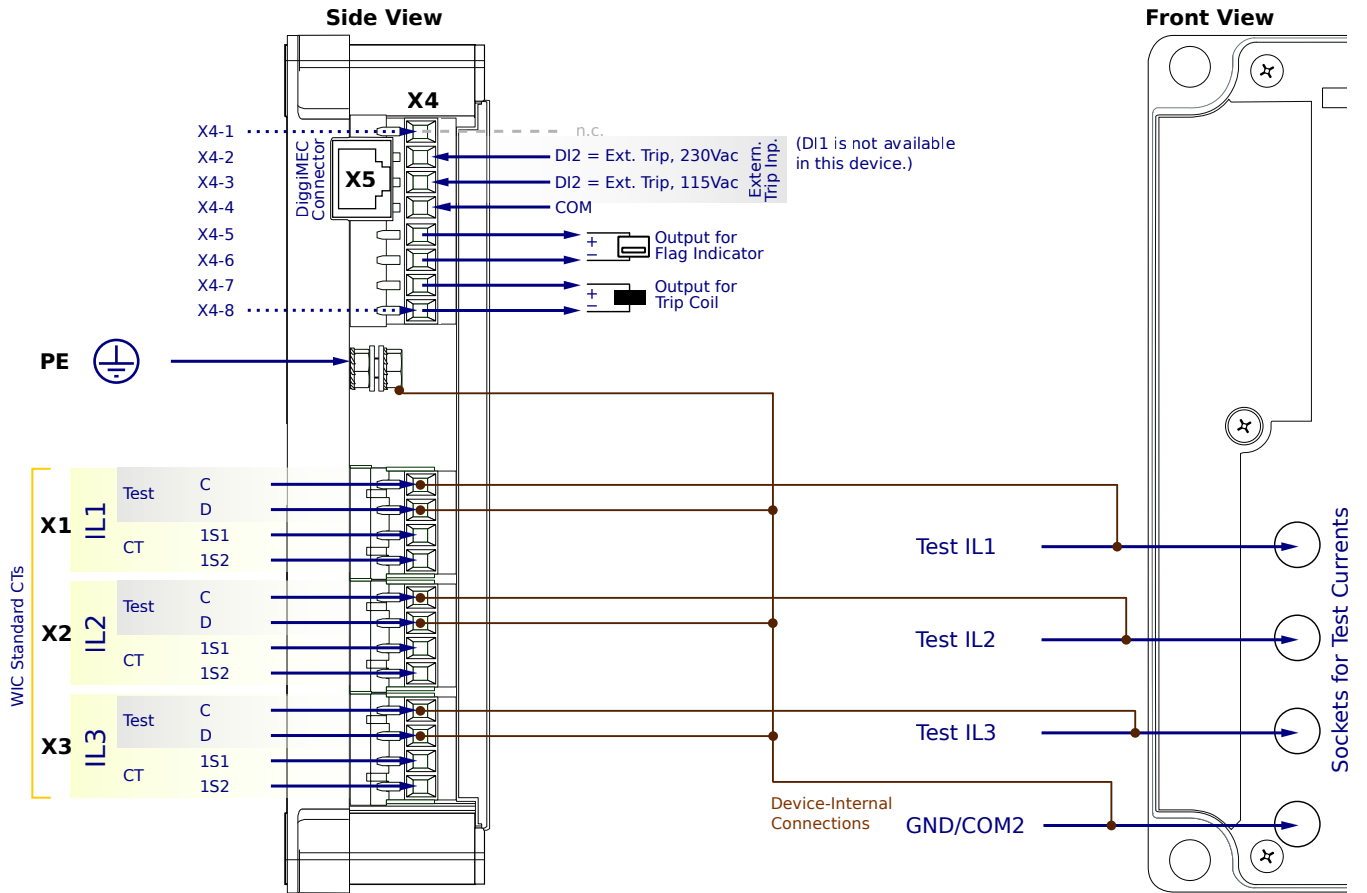 Side View
Front View
X4
X4-1
n.c.
X4-2
DI2 = Ext. Trip, 230Vac
X4-3
DI2 = Ext. Trip, 115Vac
X4-4
COM
Extern.
Trip Inp.
(DI1 is not available
in this device.)
DiggiMEC
Connector
X5
X4-5
X4-6
Output for
Flag Indicator
+
−
X4-7
X4-8
Output for
Trip Coil
+
−
PE
WIC Standard CTs
X1
IL1
Test
C
D
CT
1S1
1S2
X2
IL2
Test
C
D
CT
1S1
1S2
X3
IL3
Test
C
D
CT
1S1
1S2
Test IL1
Test IL2
Test IL3
Device-Internal
Connections
GND/COM2
Sockets for Test Currents